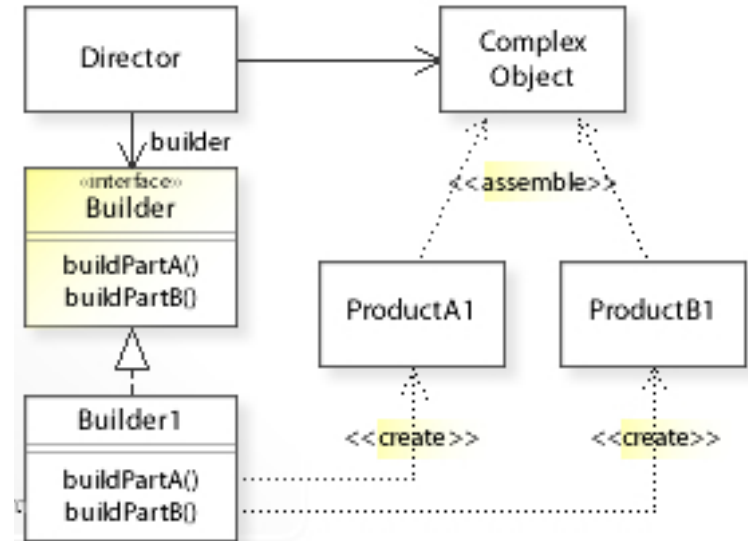 Director
Complex
Object
builder
«interface»
Builder
buildPartA()
buildPartB()
<<assemble>>
ProductA1
ProductB1
Builder1
buildPartA()
buildPartB()
<<create>>
<<create>>